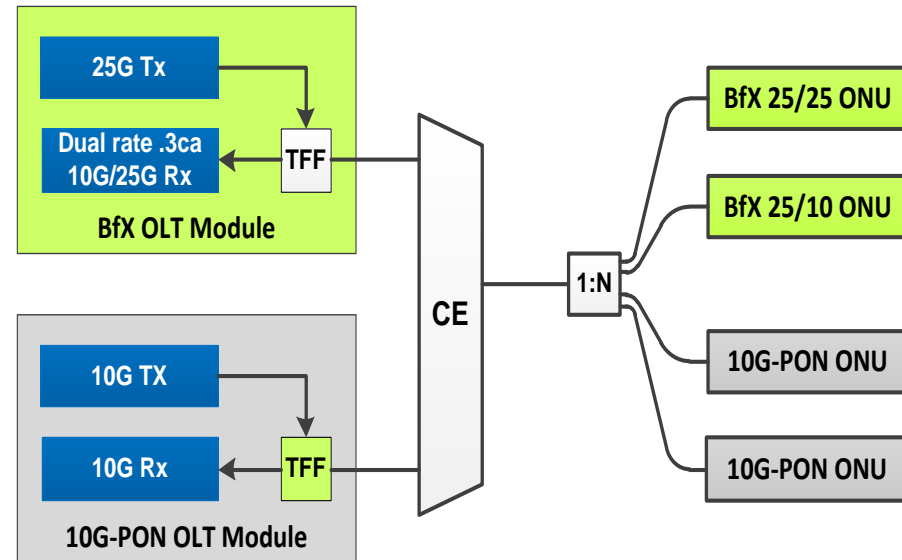 25G Tx
Dual rate .3ca
10G/25G Rx
TFF
BfX OLT Module
10G TX
10G Rx
TFF
10G-PON OLT Module
CE
1:N
BfX 25/25 ONU
BfX 25/10 ONU
10G-PON ONU
10G-PON ONU